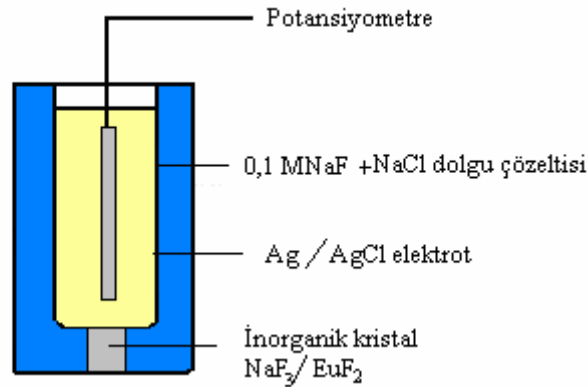 Potansiyometre
0,1 MNaF +NaCl dolgu çözeltisi
Ag / AgCl elektrot
İnorganik kristal
NaF₃/ EuF₂